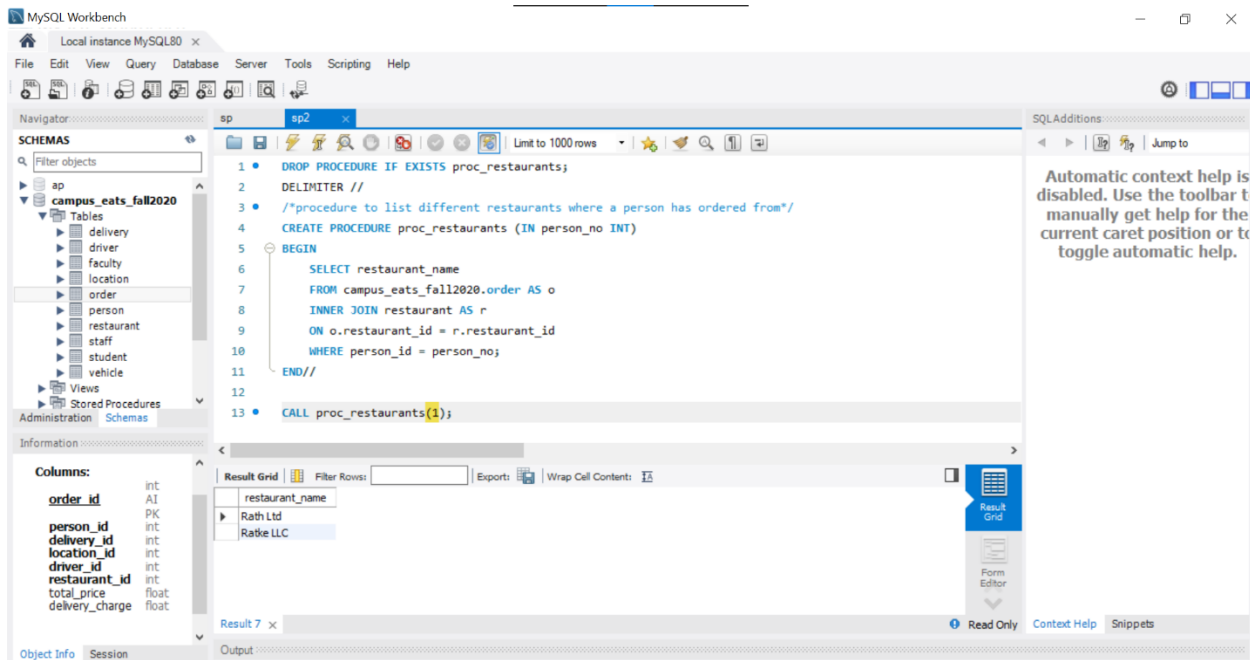 MySQL Workbench
Local instance MySQL80
File Edit View Query Database Server Tools Scripting Help
Navigator
SCHEMAS
Filter objects
ap
campus_eats_fall2020
Tables
delivery
driver
faculty
location
order
person
restaurant
staff
student
vehicle
Views
Stored Procedures
Administration Schemas
Information
Columns:
order_id int AI PK
person_id int
delivery_id int
location_id int
driver_id int
restaurant_id int
total_price float
delivery_charge float
Object Info Session
sp sp2
Limit to 1000 rows
1 DROP PROCEDURE IF EXISTS proc_restaurants;
2 DELIMITER //
3 /*procedure to list different restaurants where a person has ordered from*/
4 CREATE PROCEDURE proc_restaurants (IN person_no INT)
5 BEGIN
6 SELECT restaurant_name
7 FROM campus_eats_fall2020.order AS o
8 INNER JOIN restaurant AS r
9 ON o.restaurant_id = r.restaurant_id
10 WHERE person_id = person_no;
11 END//
12
13 CALL proc_restaurants(1);
Result Grid Filter Rows: Export: Wrap Cell Content:
restaurant_name
Rath Ltd
Ratke LLC
Result Grid
Form Editor
Result 7 Read Only
Output
SQLAdditions
Jump to
Automatic context help is
disabled. Use the toolbar t
manually get help for the
current caret position or to
toggle automatic help.
Context Help Snippets